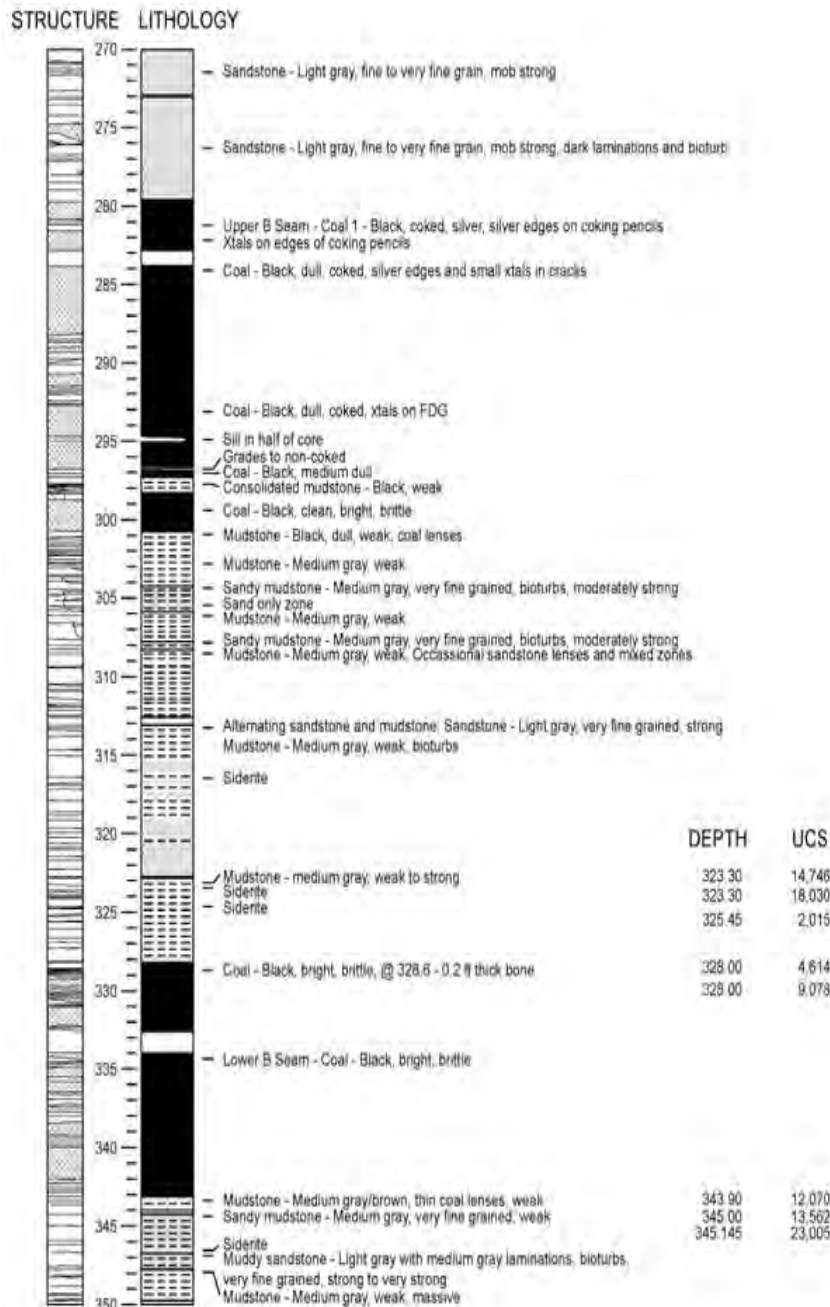 STRUCTURE LITHOLOGY
270
Sandstone - Light gray, fine to very fine grain, mob strong
275
Sandstone - Light gray, fine to very fine grain, mob strong, dark laminations and bioturb
280
Upper B Seam - Coal 1 - Black, coked, silver, silver edges on coking pencils
Xtals on edges of coking pencils
Coal - Black, dull, coked, silver edges and small xtals in cracks
285
290
Coal - Black, dull, coked, xtals on FDG
295
Sill in half of core
Grades to non-coked
Coal - Black, medium dull
Consolidated mudstone - Black, weak
Coal - Black, clean, bright, brittle
300
Mudstone - Black, dull, weak, coal lenses
Mudstone - Medium gray, weak
Sandy mudstone - Medium gray, very fine grained, bioturbs, moderately strong
305
Sand only zone
Mudstone - Medium gray, weak
Sandy mudstone - Medium gray, very fine grained, bioturbs, moderately strong
Mudstone - Medium gray, weak, Occassional sandstone lenses and mixed zones
310
Alternating sandstone and mudstone, Sandstone - Light gray, very fine grained, strong
315
Mudstone - Medium gray, weak, bioturbs
Siderite
320
DEPTH UCS
Mudstone - medium gray, weak to strong 323.30 14,746
Siderite 323.30 18,030
325 Siderite 325.45 2,015
Coal - Black, bright, brittle, @ 328.6 - 0.2 ft thick bone 328.00 4,614
330 328.00 9,078
335 Lower B Seam - Coal - Black, bright, brittle
340
Mudstone - Medium gray/brown, thin coal lenses, weak 343.90 12,070
Sandy mudstone - Medium gray, very fine grained, weak 345.00 13,562
345 345.145 23,005
Siderite
Muddy sandstone - Light gray with medium gray laminations, bioturbs,
very fine grained, strong to very strong
350 Mudstone - Medium gray, weak, massive